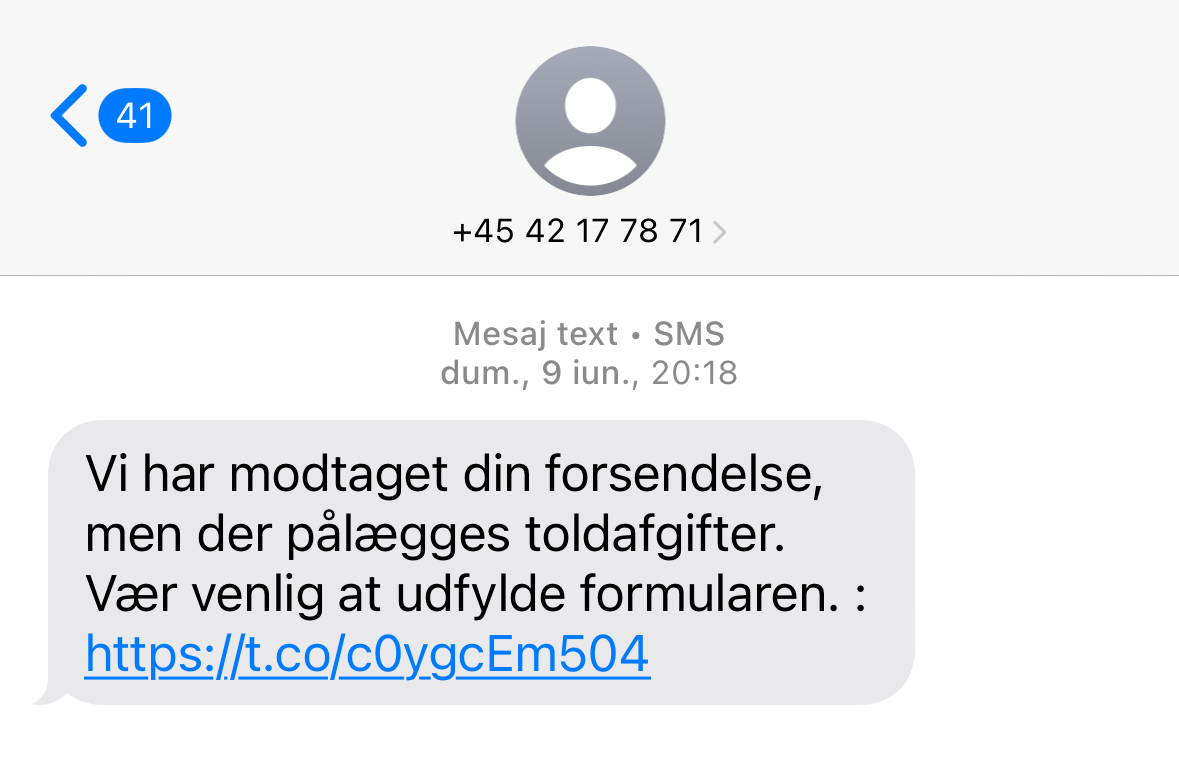 41
+45 42 17 78 71
Mesaj text • SMS
dum., 9 iun., 20:18
Vi har modtaget din forsendelse,
men der pålægges toldafgifter.
Vær venlig at udfylde formularen. :
https://t.co/c0ygcEm504